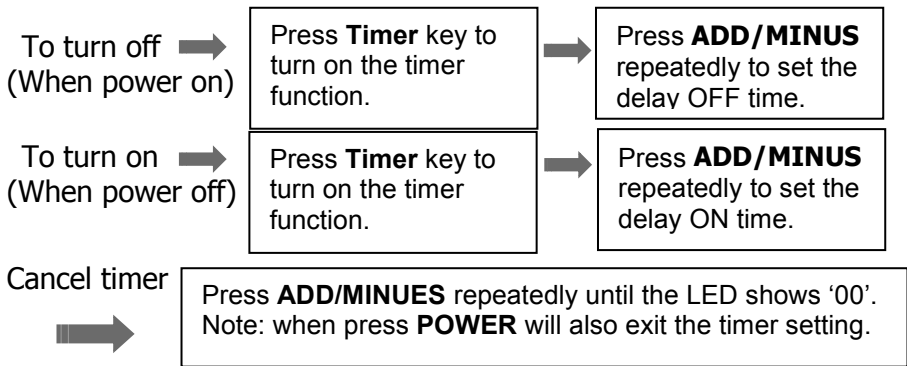 To turn off
(When power on)
Press Timer key to
turn on the timer
function.
Press ADD/MINUS
repeatedly to set the
delay OFF time.
To turn on
(When power off)
Press Timer key to
turn on the timer
function.
Press ADD/MINUS
repeatedly to set the
delay ON time.
Cancel timer
Press ADD/MINUES repeatedly until the LED shows ‘00’.
Note: when press POWER will also exit the timer setting.